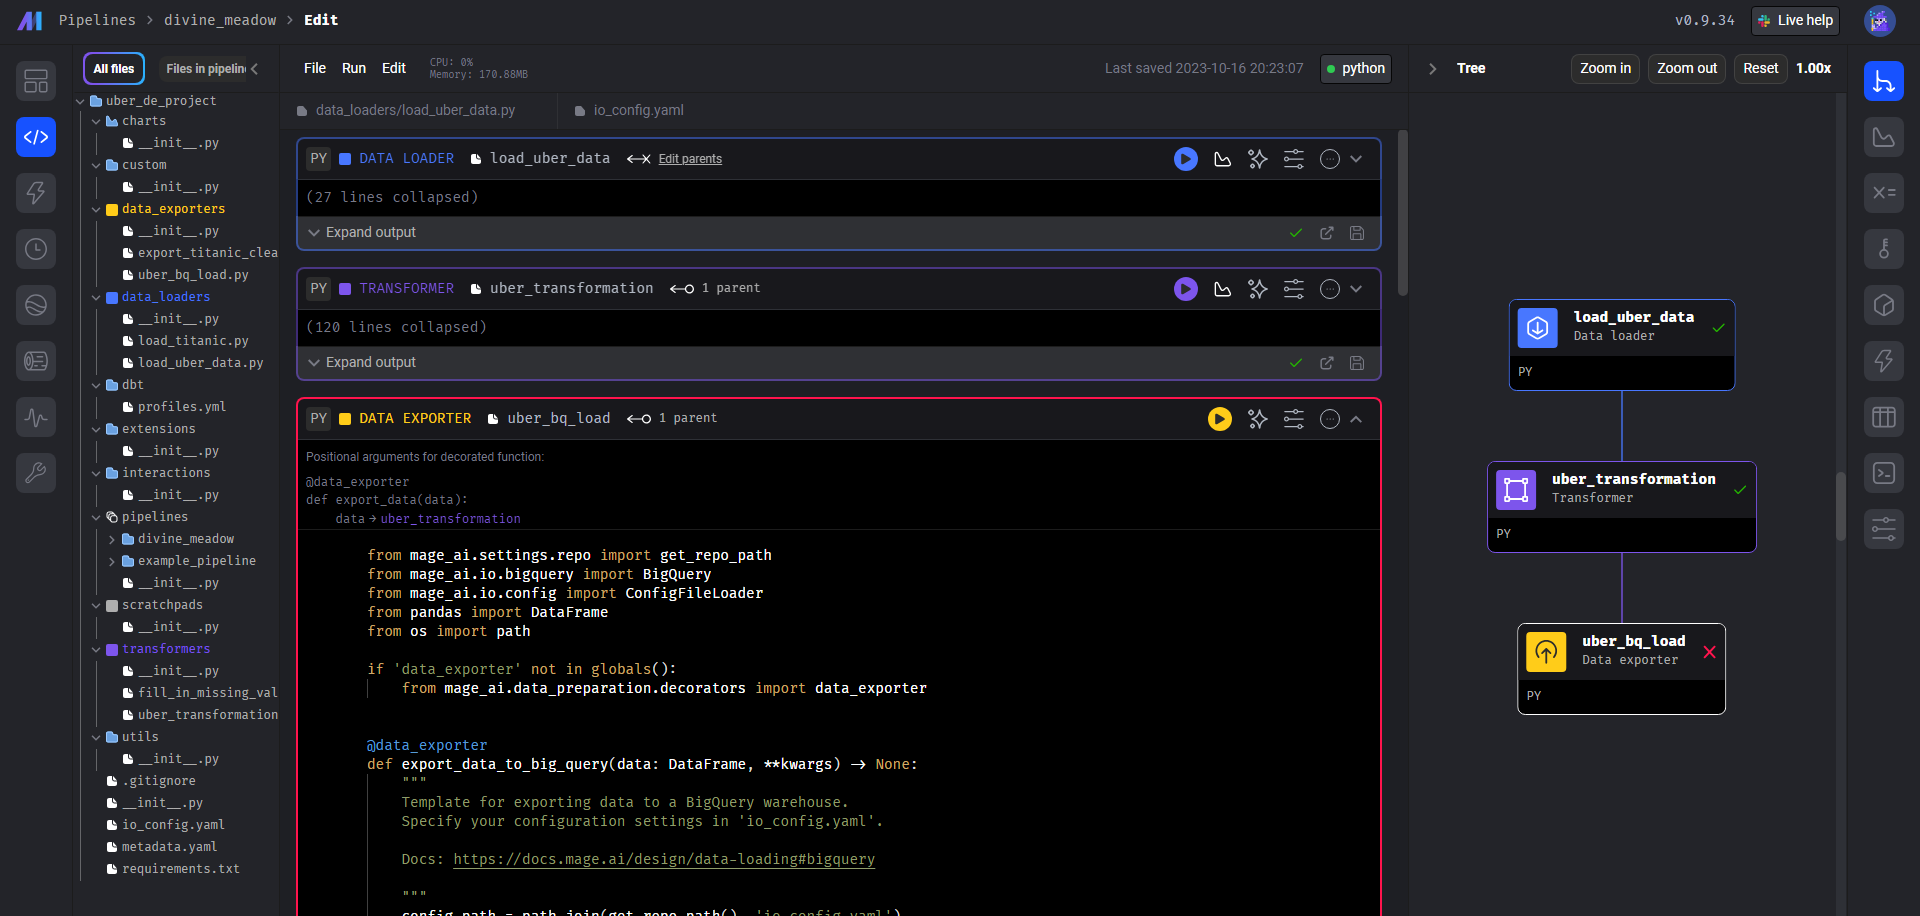 Pipelines > divine_meadow > Edit
v0.9.34
Live help
All files
Files in pipelin
File Run Edit
CPU: 0%
Memory: 170.88MB
Last saved 2023-10-16 20:23:07
python
Tree
Zoom in
Zoom out
Reset
1.00x
uber_de_project
charts
__init__.py
custom
__init__.py
data_exporters
__init__.py
export_titanic_clea
uber_bq_load.py
data_loaders
__init__.py
load_titanic.py
load_uber_data.py
dbt
profiles.yml
extensions
__init__.py
interactions
__init__.py
pipelines
divine_meadow
example_pipeline
__init__.py
scratchpads
__init__.py
transformers
__init__.py
fill_in_missing_val
uber_transformation
utils
__init__.py
.gitignore
__init__.py
io_config.yaml
metadata.yaml
requirements.txt
data_loaders/load_uber_data.py
io_config.yaml
PY DATA LOADER load_uber_data Edit parents
(27 lines collapsed)
Expand output
PY TRANSFORMER uber_transformation 1 parent
(120 lines collapsed)
Expand output
PY DATA EXPORTER uber_bq_load 1 parent
Positional arguments for decorated function:
@data_exporter
def export_data(data):
data → uber_transformation
from mage_ai.settings.repo import get_repo_path
from mage_ai.io.bigquery import BigQuery
from mage_ai.io.config import ConfigFileLoader
from pandas import DataFrame
from os import path
if 'data_exporter' not in globals():
from mage_ai.data_preparation.decorators import data_exporter
@data_exporter
def export_data_to_big_query(data: DataFrame, **kwargs) -> None:
"""
Template for exporting data to a BigQuery warehouse.
Specify your configuration settings in 'io_config.yaml'.
Docs: https://docs.mage.ai/design/data-loading#bigquery
"""
config_path = path.join(get_repo_path(), 'io_config.yaml')
load_uber_data
Data loader
PY
uber_transformation
Transformer
PY
uber_bq_load
Data exporter
PY